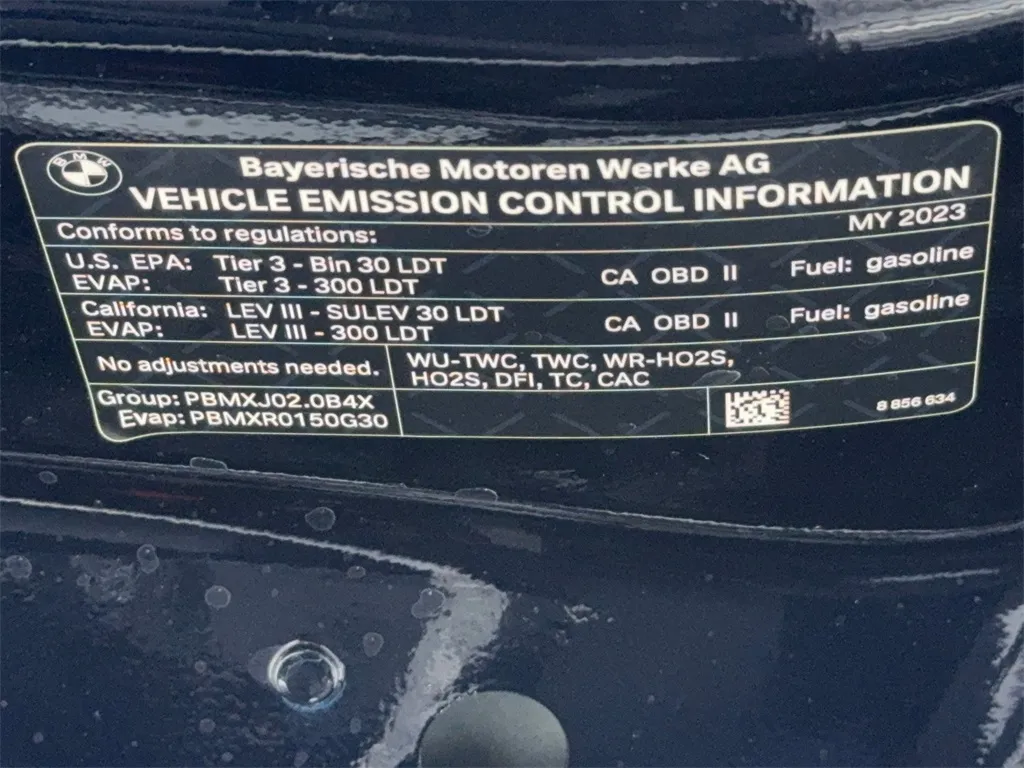 BMW
Bayerische Motoren Werke AG
VEHICLE EMISSION CONTROL INFORMATION
Conforms to regulations: MY 2023
U.S. EPA: Tier 3 - Bin 30 LDT CA OBD II Fuel: gasoline
EVAP: Tier 3 - 300 LDT
California: LEV III - SULEV 30 LDT CA OBD II Fuel: gasoline
EVAP: LEV III - 300 LDT
No adjustments needed. WU-TWC, TWC, WR-HO2S,
HO2S, DFI, TC, CAC
Group: PBMXJ02.0B4X
Evap: PBMXR0150G30
8 856 634